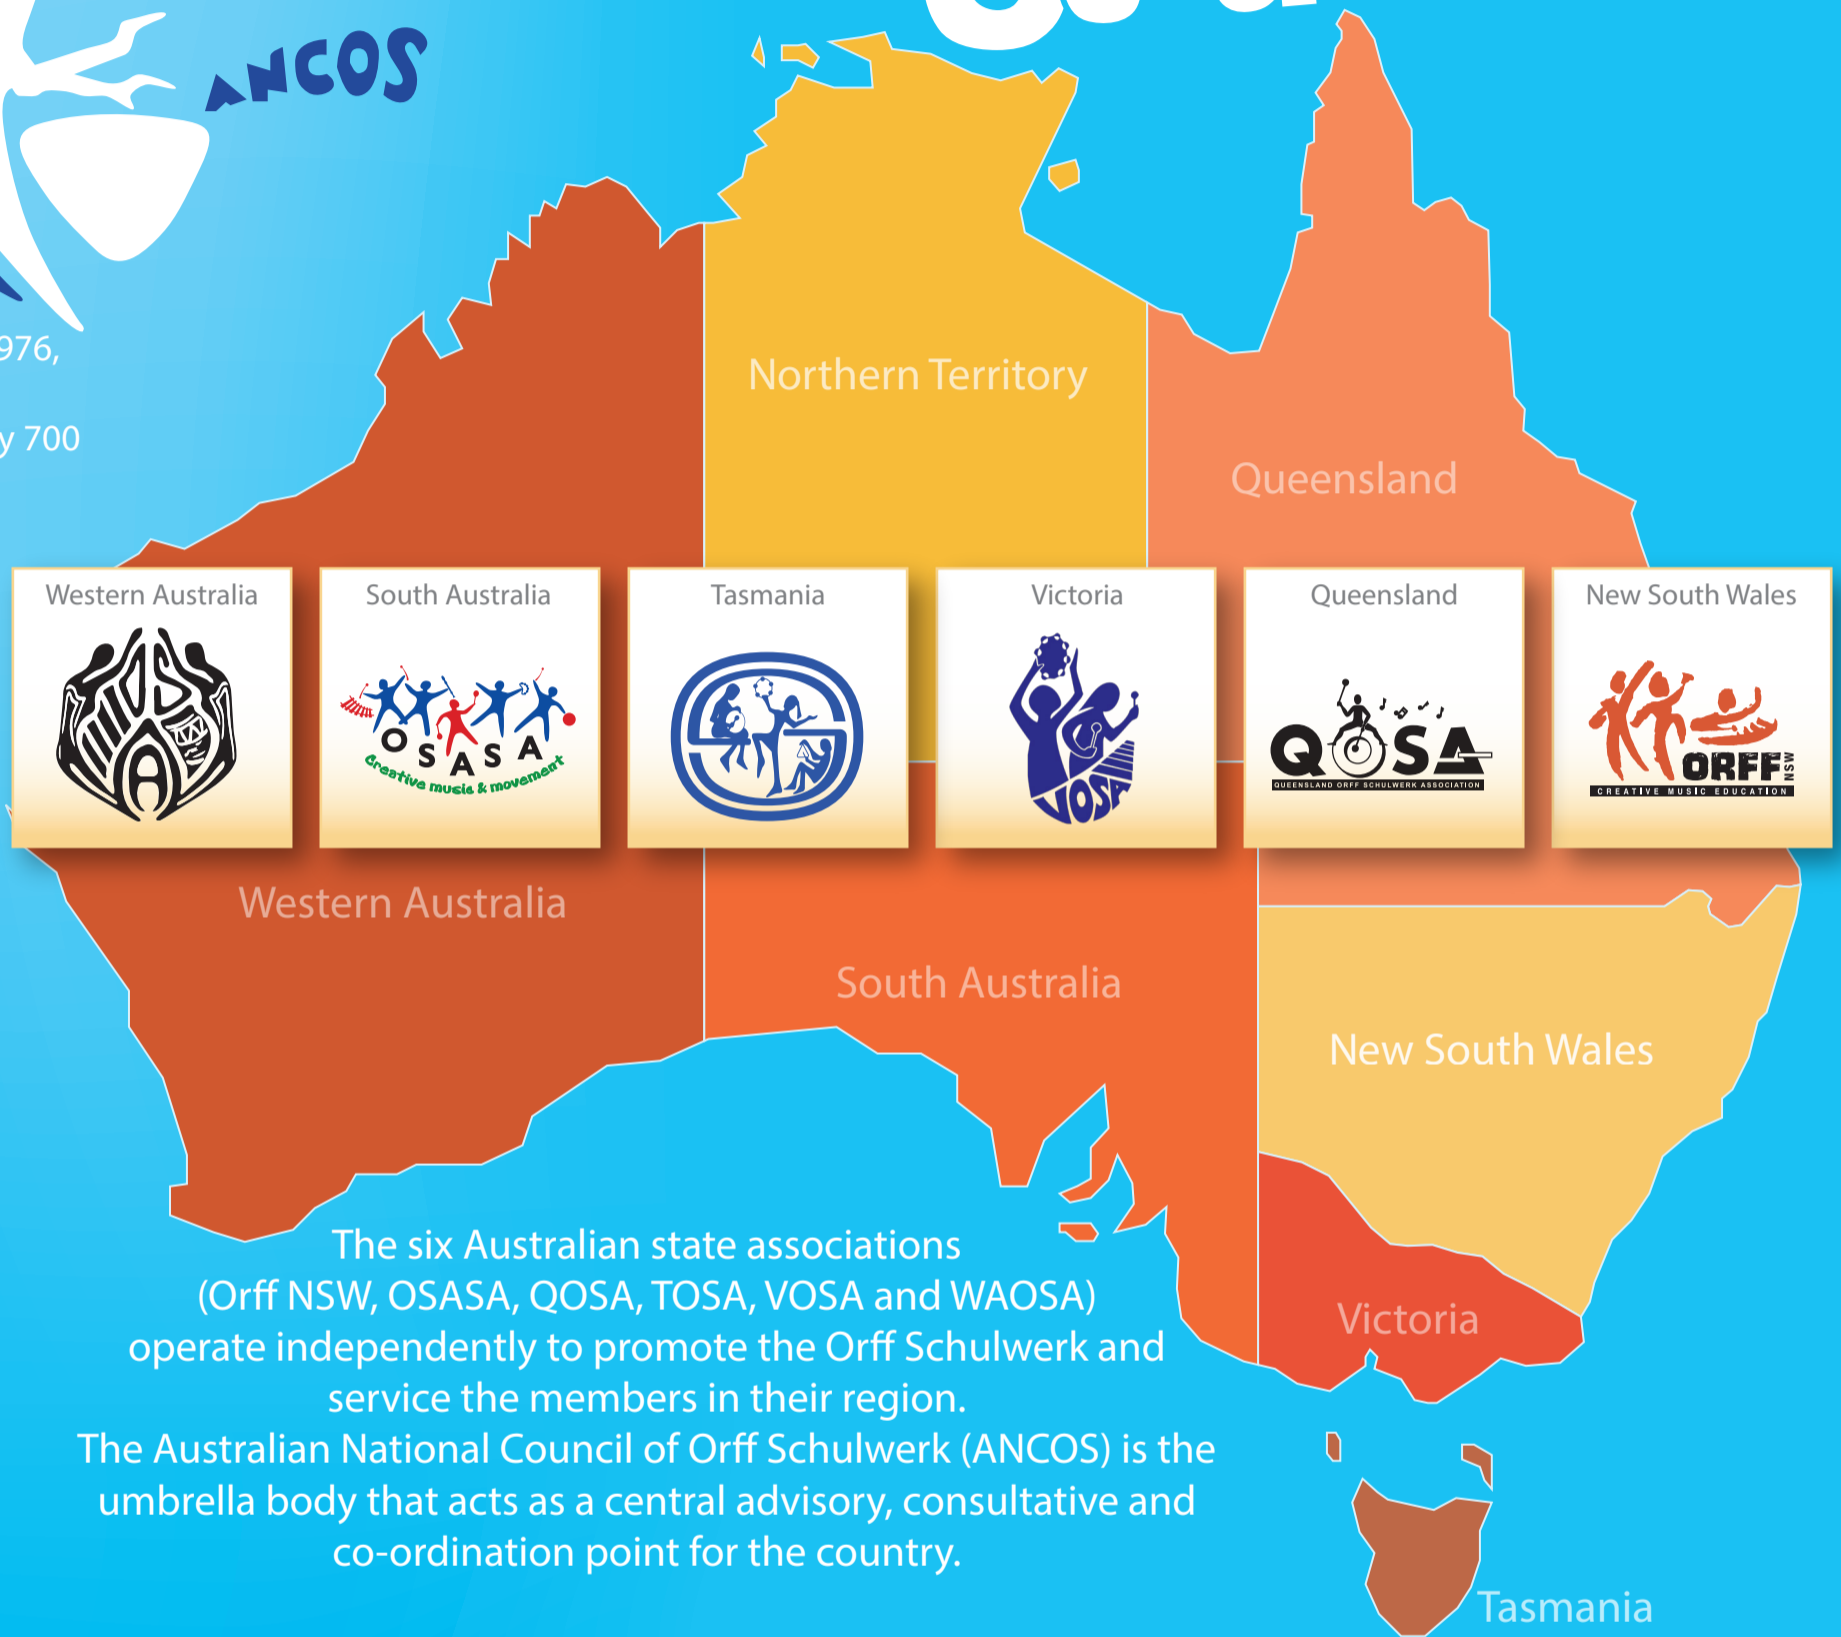 ANCOS
976,
y 700
Northern Territory
Queensland
Western Australia
South Australia
Tasmania
Victoria
Queensland
New South Wales
WAOSA
OSASA
Creative music & movement
VOSA
QOSA
QUEENSLAND ORFF SCHULWERK ASSOCIATION
ORFF NSW
CREATIVE MUSIC EDUCATION
Western Australia
South Australia
New South Wales
Victoria
The six Australian state associations
(Orff NSW, OSASA, QOSA, TOSA, VOSA and WAOSA)
operate independently to promote the Orff Schulwerk and
service the members in their region.
The Australian National Council of Orff Schulwerk (ANCOS) is the
umbrella body that acts as a central advisory, consultative and
co-ordination point for the country.
Tasmania